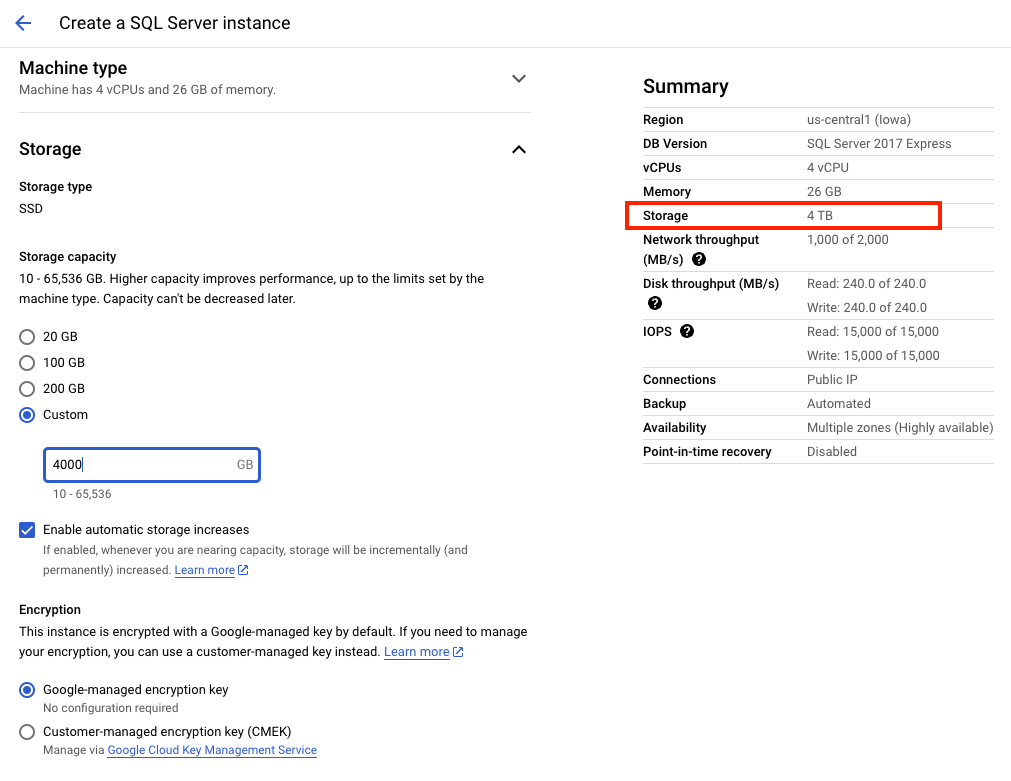 Create a SQL Server instance
Machine type
Machine has 4 vCPUs and 26 GB of memory.
Storage
Storage type
SSD
Storage capacity
10 - 65,536 GB. Higher capacity improves performance, up to the limits set by the
machine type. Capacity can't be decreased later.
20 GB
100 GB
200 GB
Custom
4000 GB
10 - 65,536
Enable automatic storage increases
If enabled, whenever you are nearing capacity, storage will be incrementally (and
permanently) increased. Learn more
Encryption
This instance is encrypted with a Google-managed key by default. If you need to manage
your encryption, you can use a customer-managed key instead. Learn more
Google-managed encryption key
No configuration required
Customer-managed encryption key (CMEK)
Manage via Google Cloud Key Management Service
Summary
Region us-central1 (Iowa)
DB Version SQL Server 2017 Express
vCPUs 4 vCPU
Memory 26 GB
Storage 4 TB
Network throughput 1,000 of 2,000
(MB/s) ?
Disk throughput (MB/s) Read: 240.0 of 240.0
? Write: 240.0 of 240.0
IOPS ? Read: 15,000 of 15,000
Write: 15,000 of 15,000
Connections Public IP
Backup Automated
Availability Multiple zones (Highly available)
Point-in-time recovery Disabled